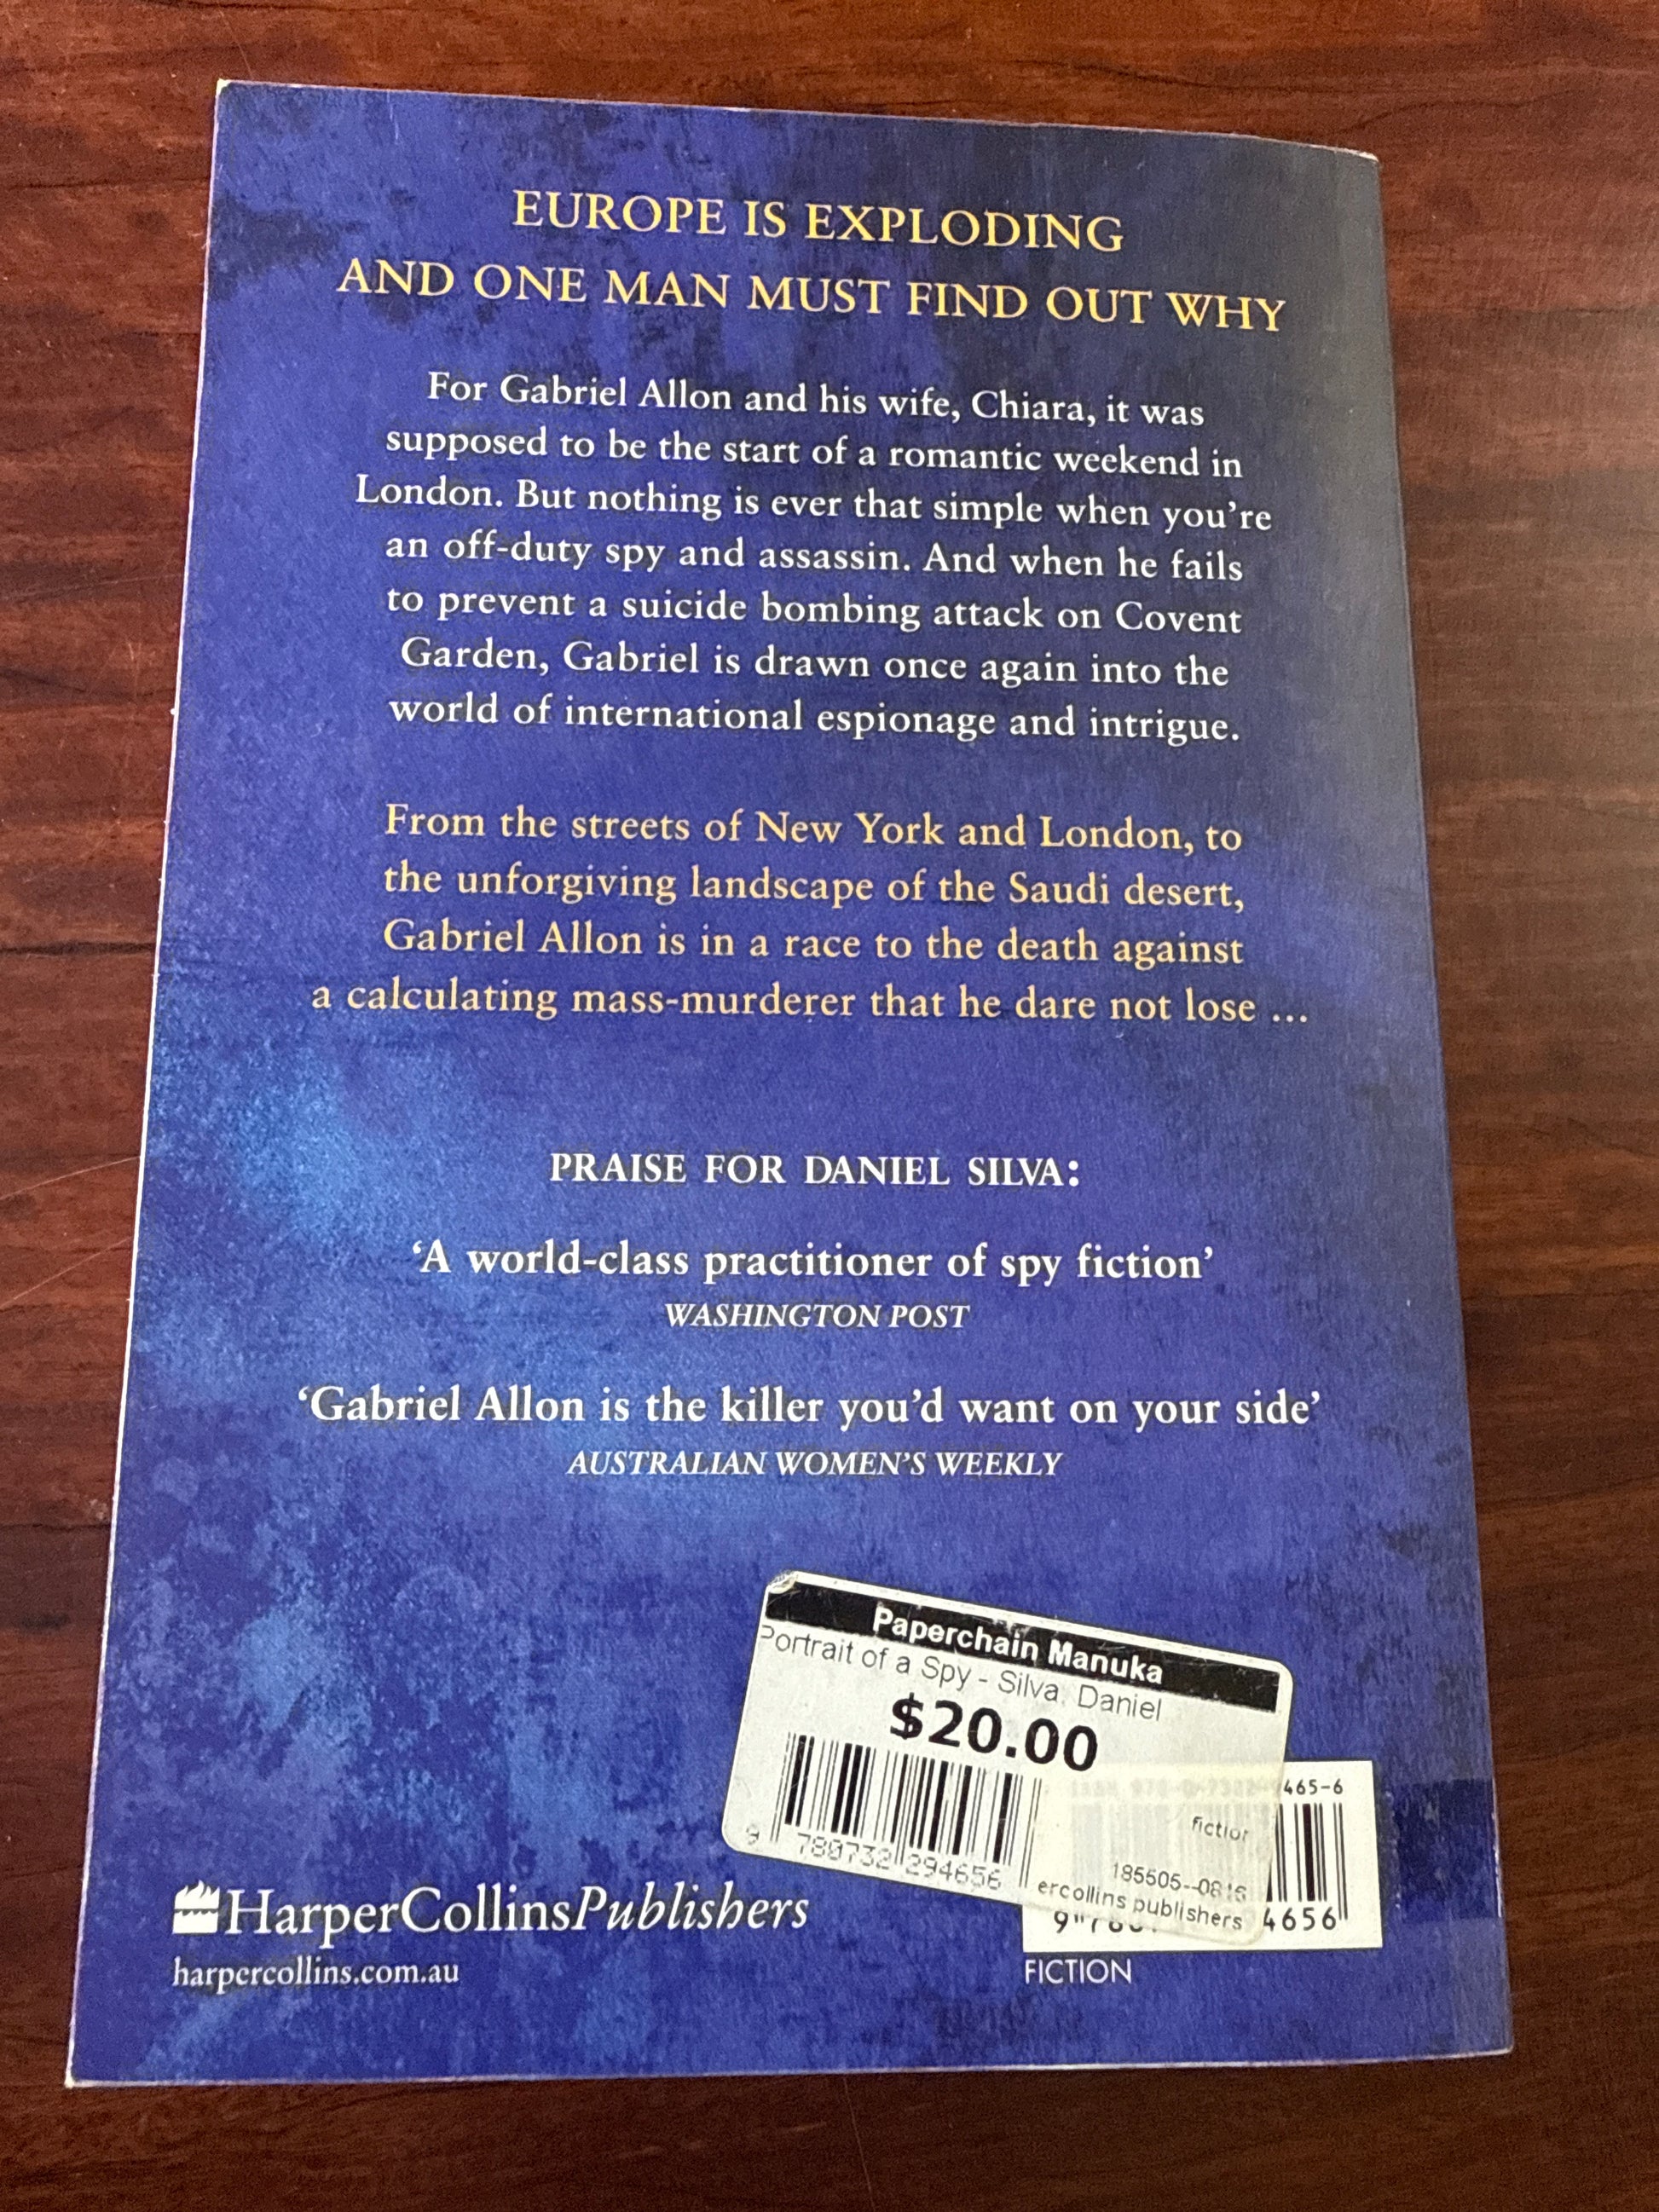 EUROPE IS EXPLODING
AND ONE MAN MUST FIND OUT WHY
For Gabriel Allon and his wife, Chiara, it was
supposed to be the start of a romantic weekend in
London. But nothing is ever that simple when you're
an off-duty spy and assassin. And when he fails
to prevent a suicide bombing attack on Covent
Garden, Gabriel is drawn once again into the
world of international espionage and intrigue.
From the streets of New York and London, to
the unforgiving landscape of the Saudi desert,
Gabriel Allon is in a race to the death against
a calculating mass-murderer that he dare not lose ...
PRAISE FOR DANIEL SILVA:
‘A world-class practitioner of spy fiction’
WASHINGTON POST
‘Gabriel Allon is the killer you’d want on your side’
AUSTRALIAN WOMEN’S WEEKLY
Paperchain Manuka
Portrait of a Spy - Silva, Daniel
$20.00
465-6
9 780732 294656
ercollins publishers
4656
HarperCollinsPublishers
harpercollins.com.au
FICTION